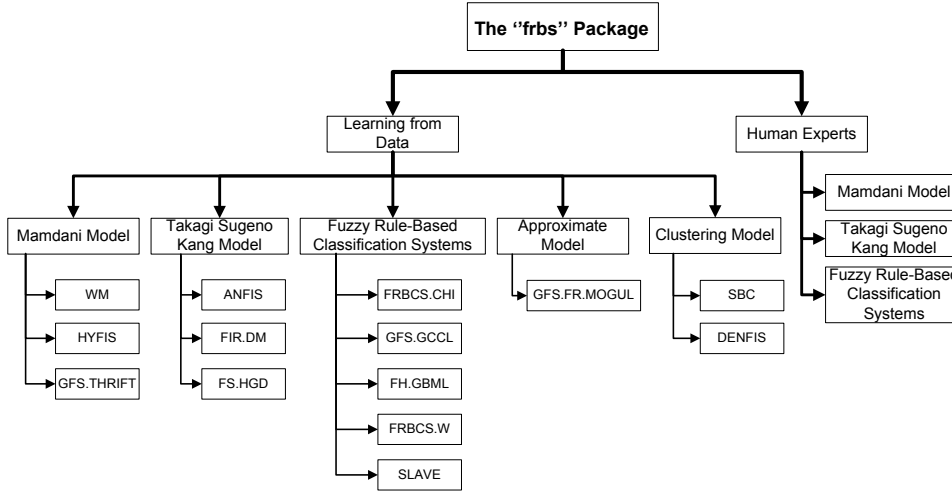 The ‘‘frbs’’ Package
Learning from
Data
Human Experts
Mamdani Model
Takagi Sugeno
Kang Model
Fuzzy Rule-Based
Classification Systems
Approximate
Model
Clustering Model
Mamdani Model
Takagi Sugeno
Kang Model
Fuzzy Rule-Based
Classification
Systems
WM
HYFIS
GFS.THRIFT
ANFIS
FIR.DM
FS.HGD
FRBCS.CHI
GFS.GCCL
FH.GBML
FRBCS.W
SLAVE
GFS.FR.MOGUL
SBC
DENFIS